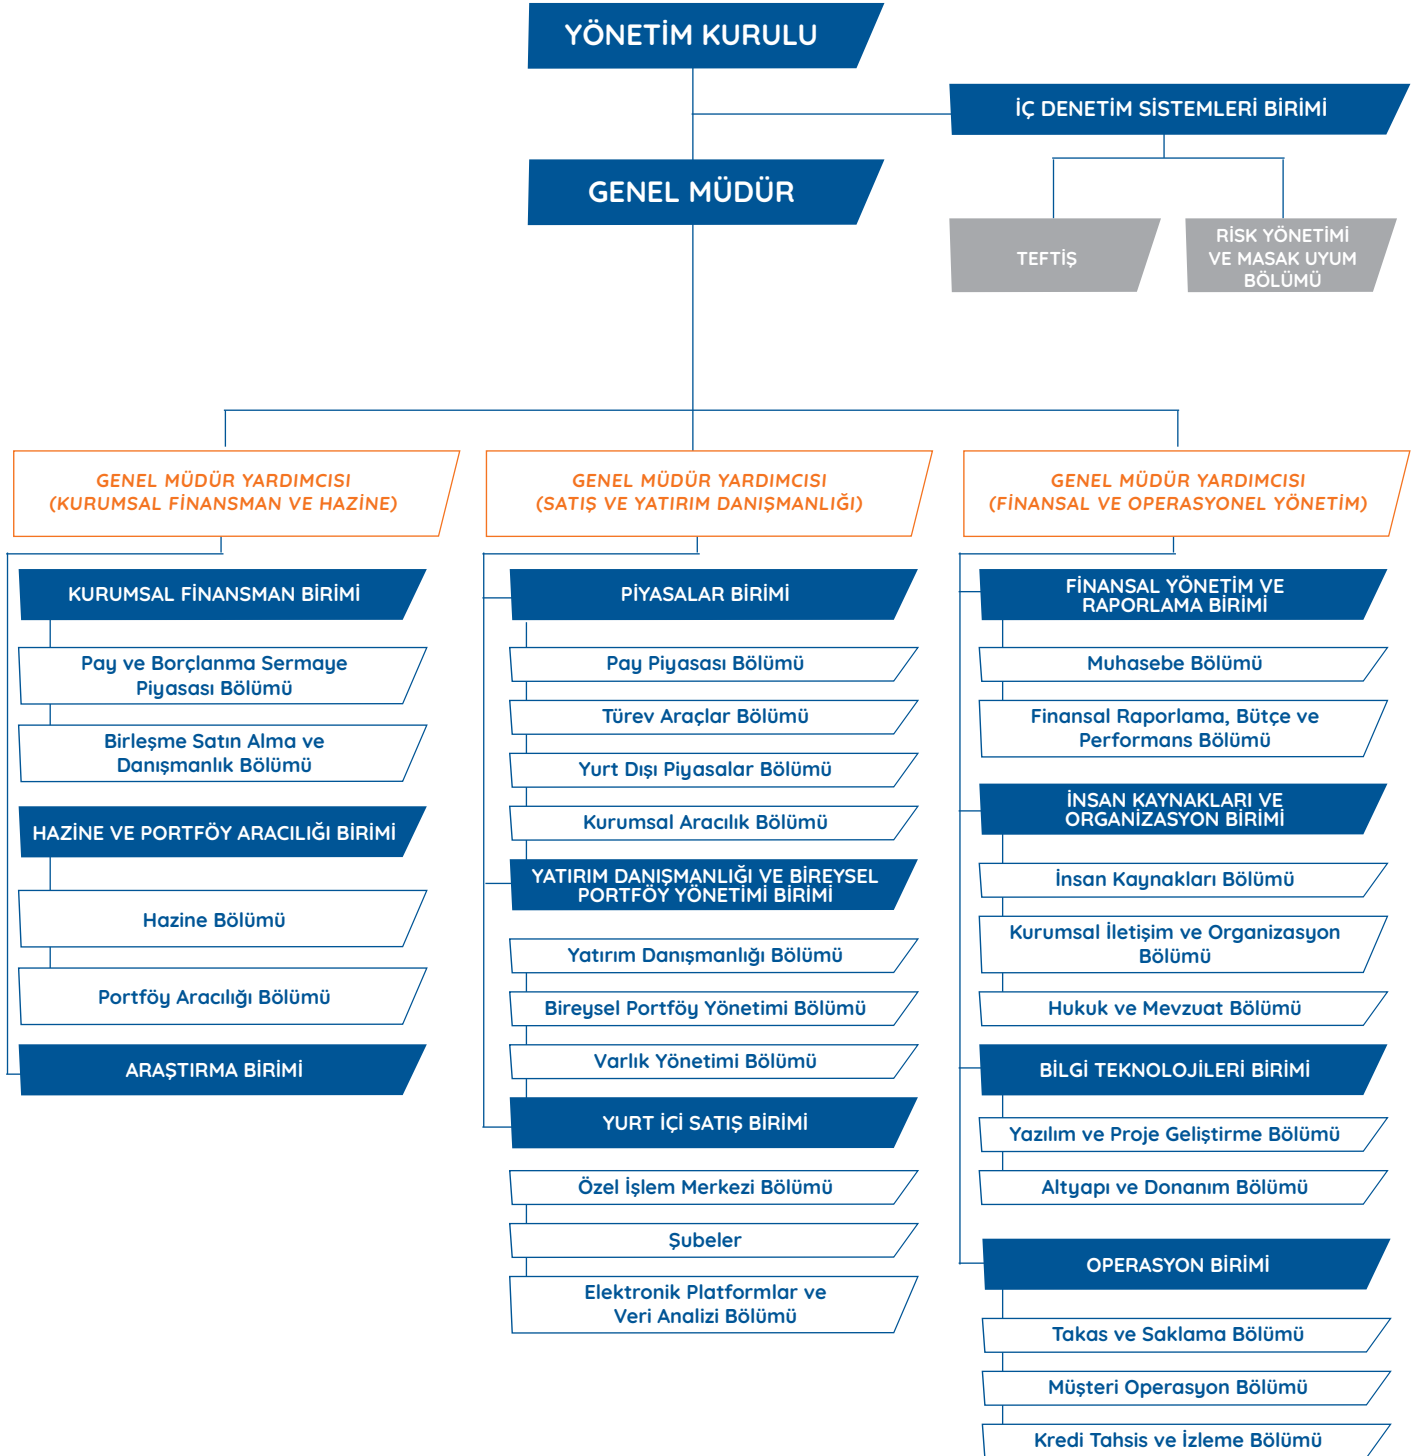 YÖNETİM KURULU
İÇ DENETİM SİSTEMLERİ BİRİMİ
GENEL MÜDÜR
TEFTİŞ
RİSK YÖNETİMİ
VE MASAK UYUM
BÖLÜMÜ
GENEL MÜDÜR YARDIMCISI
(KURUMSAL FİNANSMAN VE HAZİNE)
KURUMSAL FİNANSMAN BİRİMİ
Pay ve Borçlanma Sermaye
Piyasası Bölümü
Birleşme Satın Alma ve
Danışmanlık Bölümü
HAZİNE VE PORTFÖY ARACILIĞI BİRİMİ
Hazine Bölümü
Portföy Aracılığı Bölümü
ARAŞTIRMA BİRİMİ
GENEL MÜDÜR YARDIMCISI
(SATIŞ VE YATIRIM DANIŞMANLIĞI)
PİYASALAR BİRİMİ
Pay Piyasası Bölümü
Türev Araçlar Bölümü
Yurt Dışı Piyasalar Bölümü
Kurumsal Aracılık Bölümü
YATIRIM DANIŞMANLIĞI VE BİREYSEL
PORTFÖY YÖNETİMİ BİRİMİ
Yatırım Danışmanlığı Bölümü
Bireysel Portföy Yönetimi Bölümü
Varlık Yönetimi Bölümü
YURT İÇİ SATIŞ BİRİMİ
Özel İşlem Merkezi Bölümü
Şubeler
Elektronik Platformlar ve
Veri Analizi Bölümü
GENEL MÜDÜR YARDIMCISI
(FİNANSAL VE OPERASYONEL YÖNETİM)
FİNANSAL YÖNETİM VE
RAPORLAMA BİRİMİ
Muhasebe Bölümü
Finansal Raporlama, Bütçe ve
Performans Bölümü
İNSAN KAYNAKLARI VE
ORGANİZASYON BİRİMİ
İnsan Kaynakları Bölümü
Kurumsal İletişim ve Organizasyon
Bölümü
Hukuk ve Mevzuat Bölümü
BİLGİ TEKNOLOJİLERİ BİRİMİ
Yazılım ve Proje Geliştirme Bölümü
Altyapı ve Donanım Bölümü
OPERASYON BİRİMİ
Takas ve Saklama Bölümü
Müşteri Operasyon Bölümü
Kredi Tahsis ve İzleme Bölümü